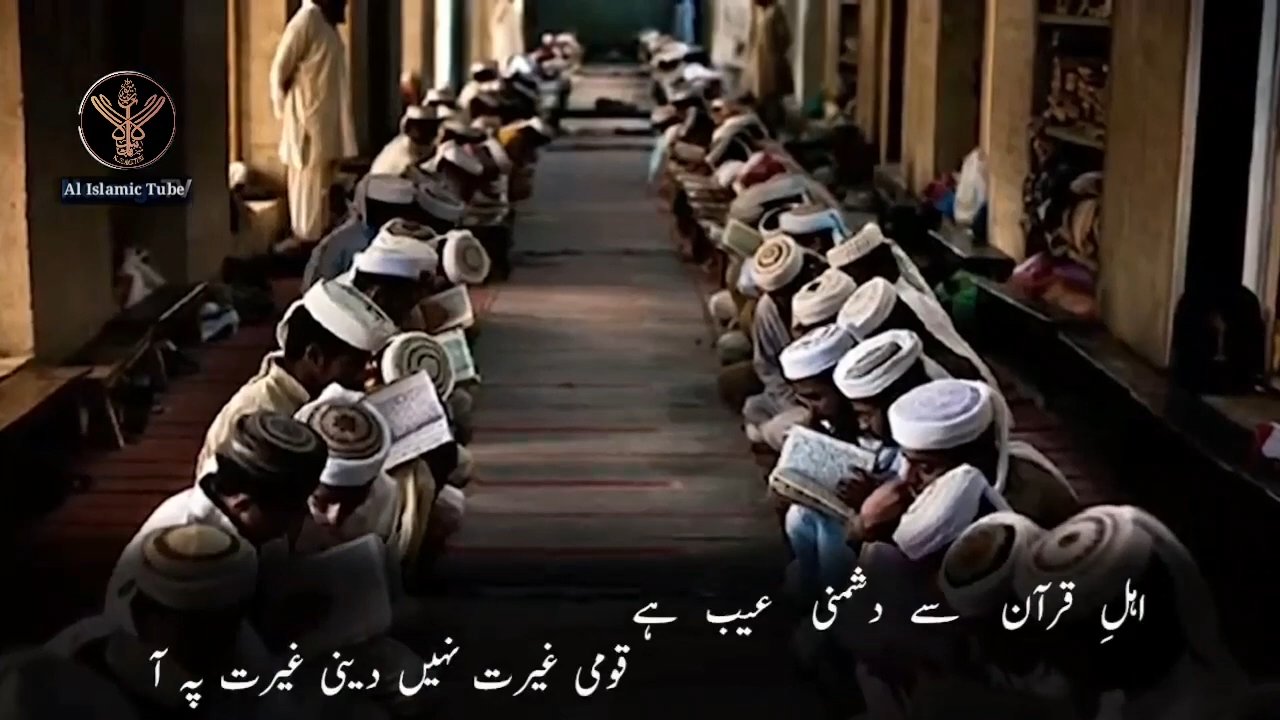 Al Islamic Tube
اہلِ قرآن سے دشمنی عیب ہے
قومی غیرت نہیں دینی غیرت پہ آ